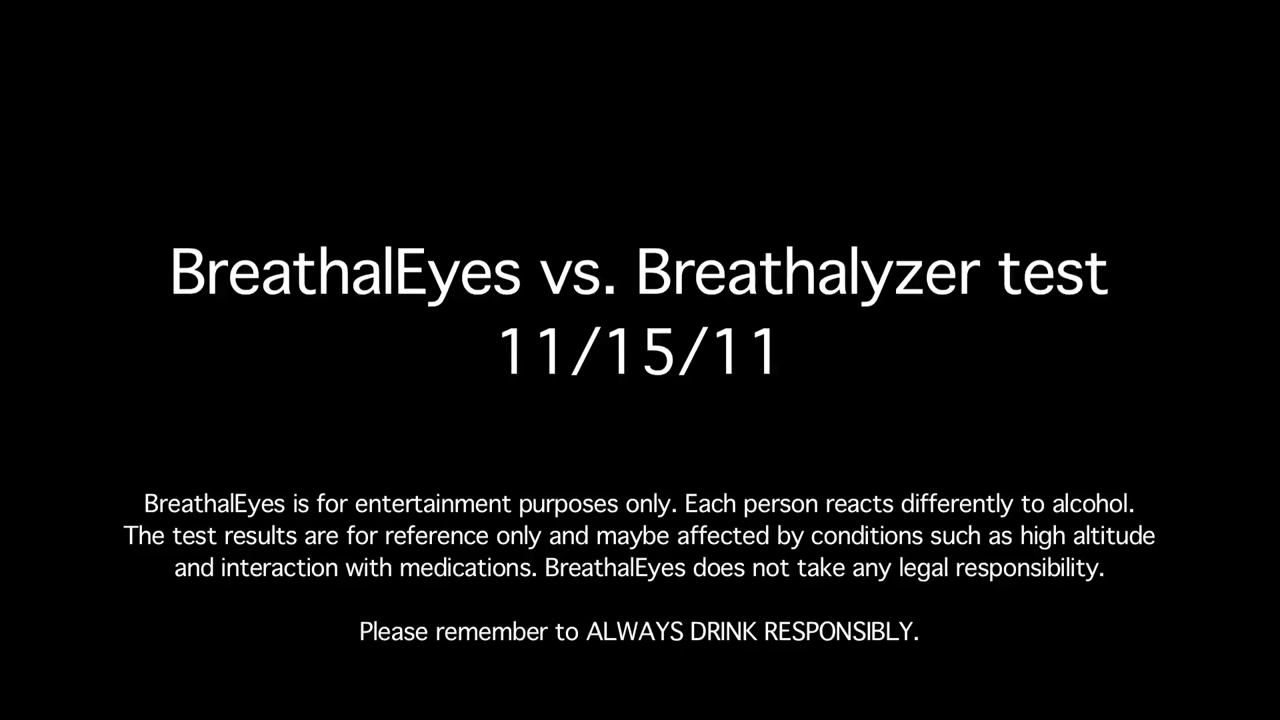 BreathalEyes vs. Breathalyzer test
11/15/11
BreathalEyes is for entertainment purposes only. Each person reacts differently to alcohol.
The test results are for reference only and maybe affected by conditions such as high altitude
and interaction with medications. BreathalEyes does not take any legal responsibility.
Please remember to ALWAYS DRINK RESPONSIBLY.